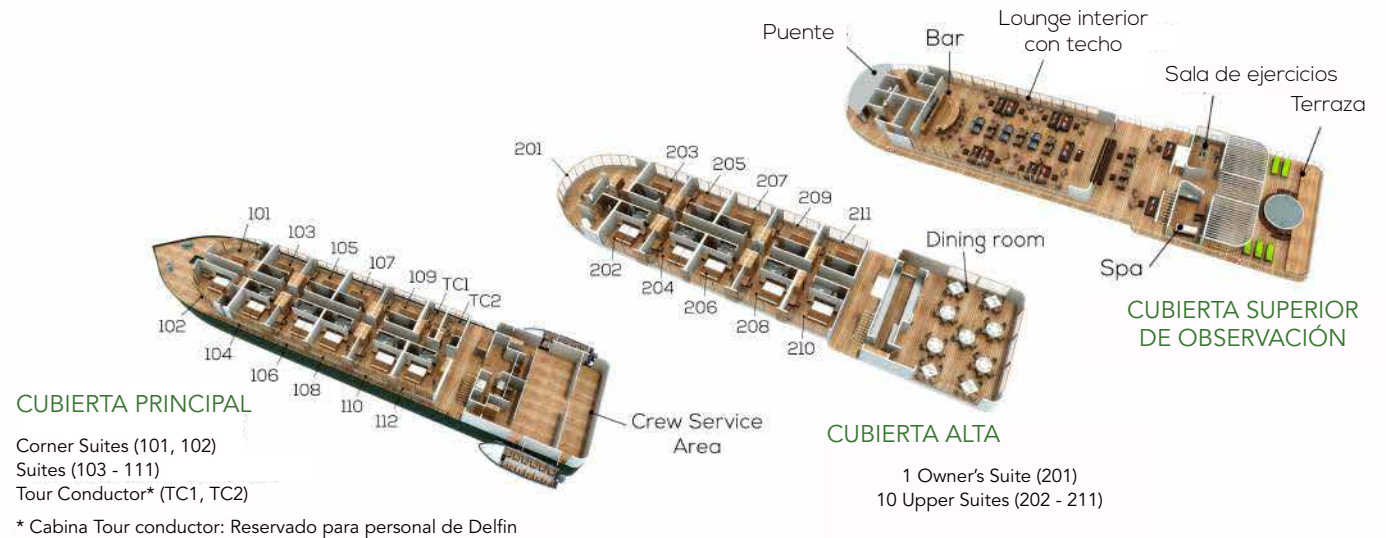 Puente
Bar
Lounge interior
con techo
Sala de ejercicios
Terraza
Spa
CUBIERTA SUPERIOR
DE OBSERVACIÓN
201
203
205
207
209
211
202
204
206
208
210
Dining room
CUBIERTA ALTA
1 Owner's Suite (201)
10 Upper Suites (202 - 211)
101
103
105
107
109
TC1
TC2
102
104
106
108
110
112
Crew Service
Area
CUBIERTA PRINCIPAL
Corner Suites (101, 102)
Suites (103 - 111)
Tour Conductor* (TC1, TC2)
* Cabina Tour conductor: Reservado para personal de Delfin